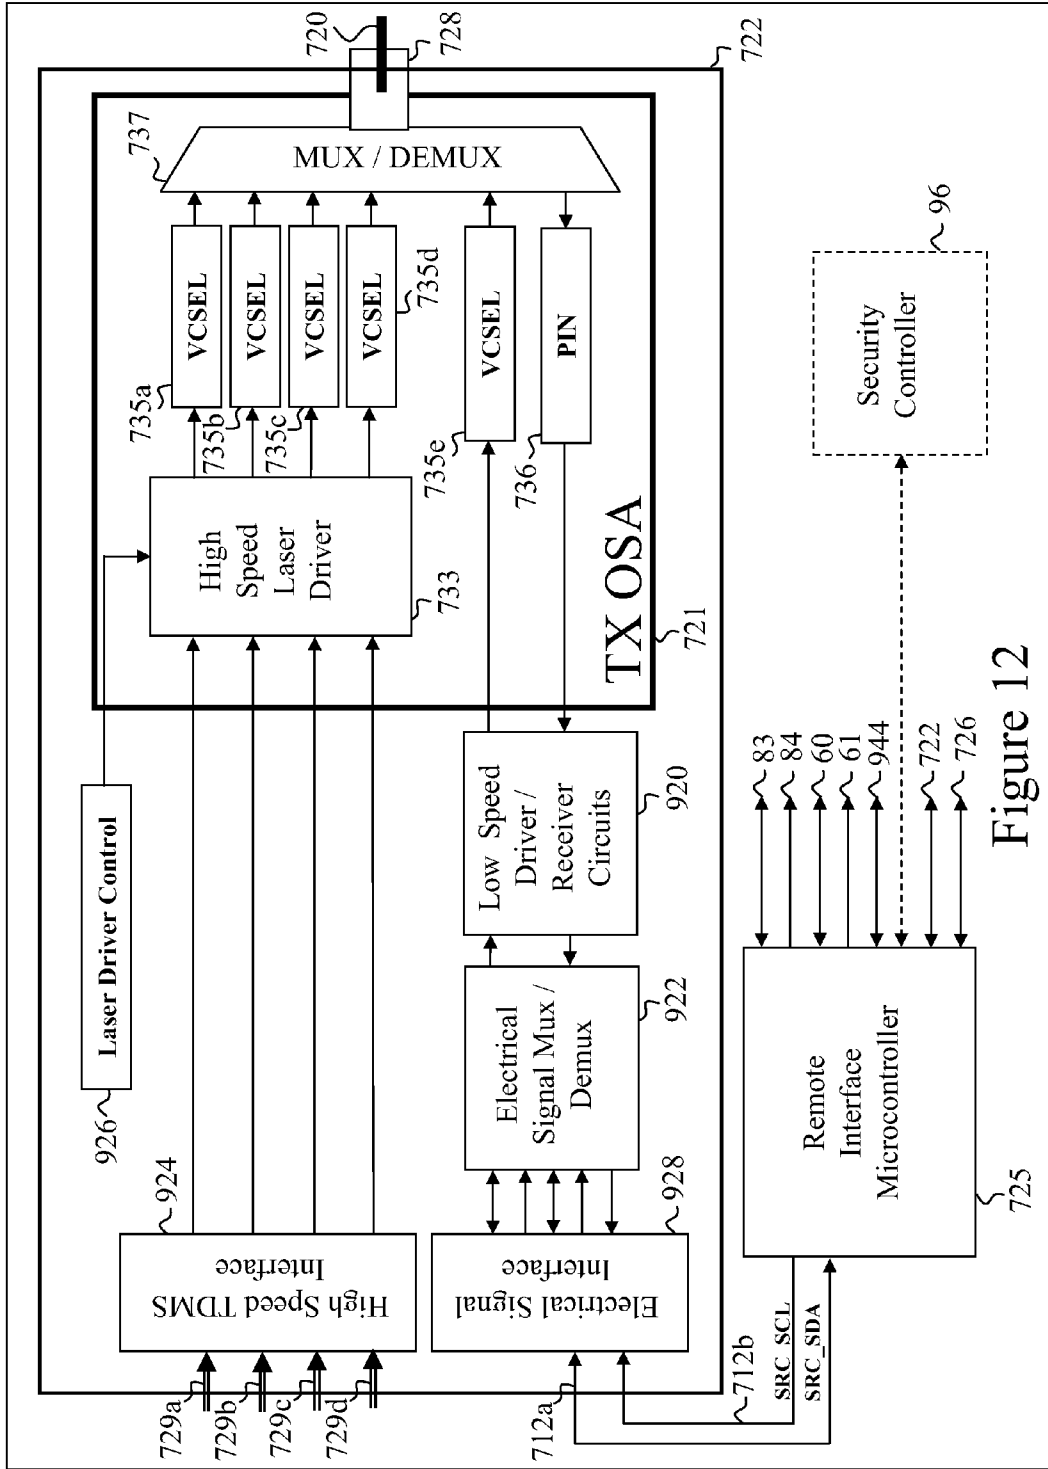 720
728
722
737
MUX / DEMUX
735a
VCSEL
735b
VCSEL
735c
VCSEL
VCSEL
735d
735e
VCSEL
736
PIN
High
Speed
Laser
Driver
733
TX OSA
721
Laser Driver Control
926
Low Speed
Driver /
Receiver
Circuits
920
Electrical
Signal Mux /
Demux
922
924
High Speed TDMS
Interface
928
Electrical Signal
Interface
729a
729b
729c
729d
712a
712b
SRC_SCL
SRC_SDA
Remote
Interface
Microcontroller
725
83
84
60
61
944
722
726
Security
Controller
96
Figure 12